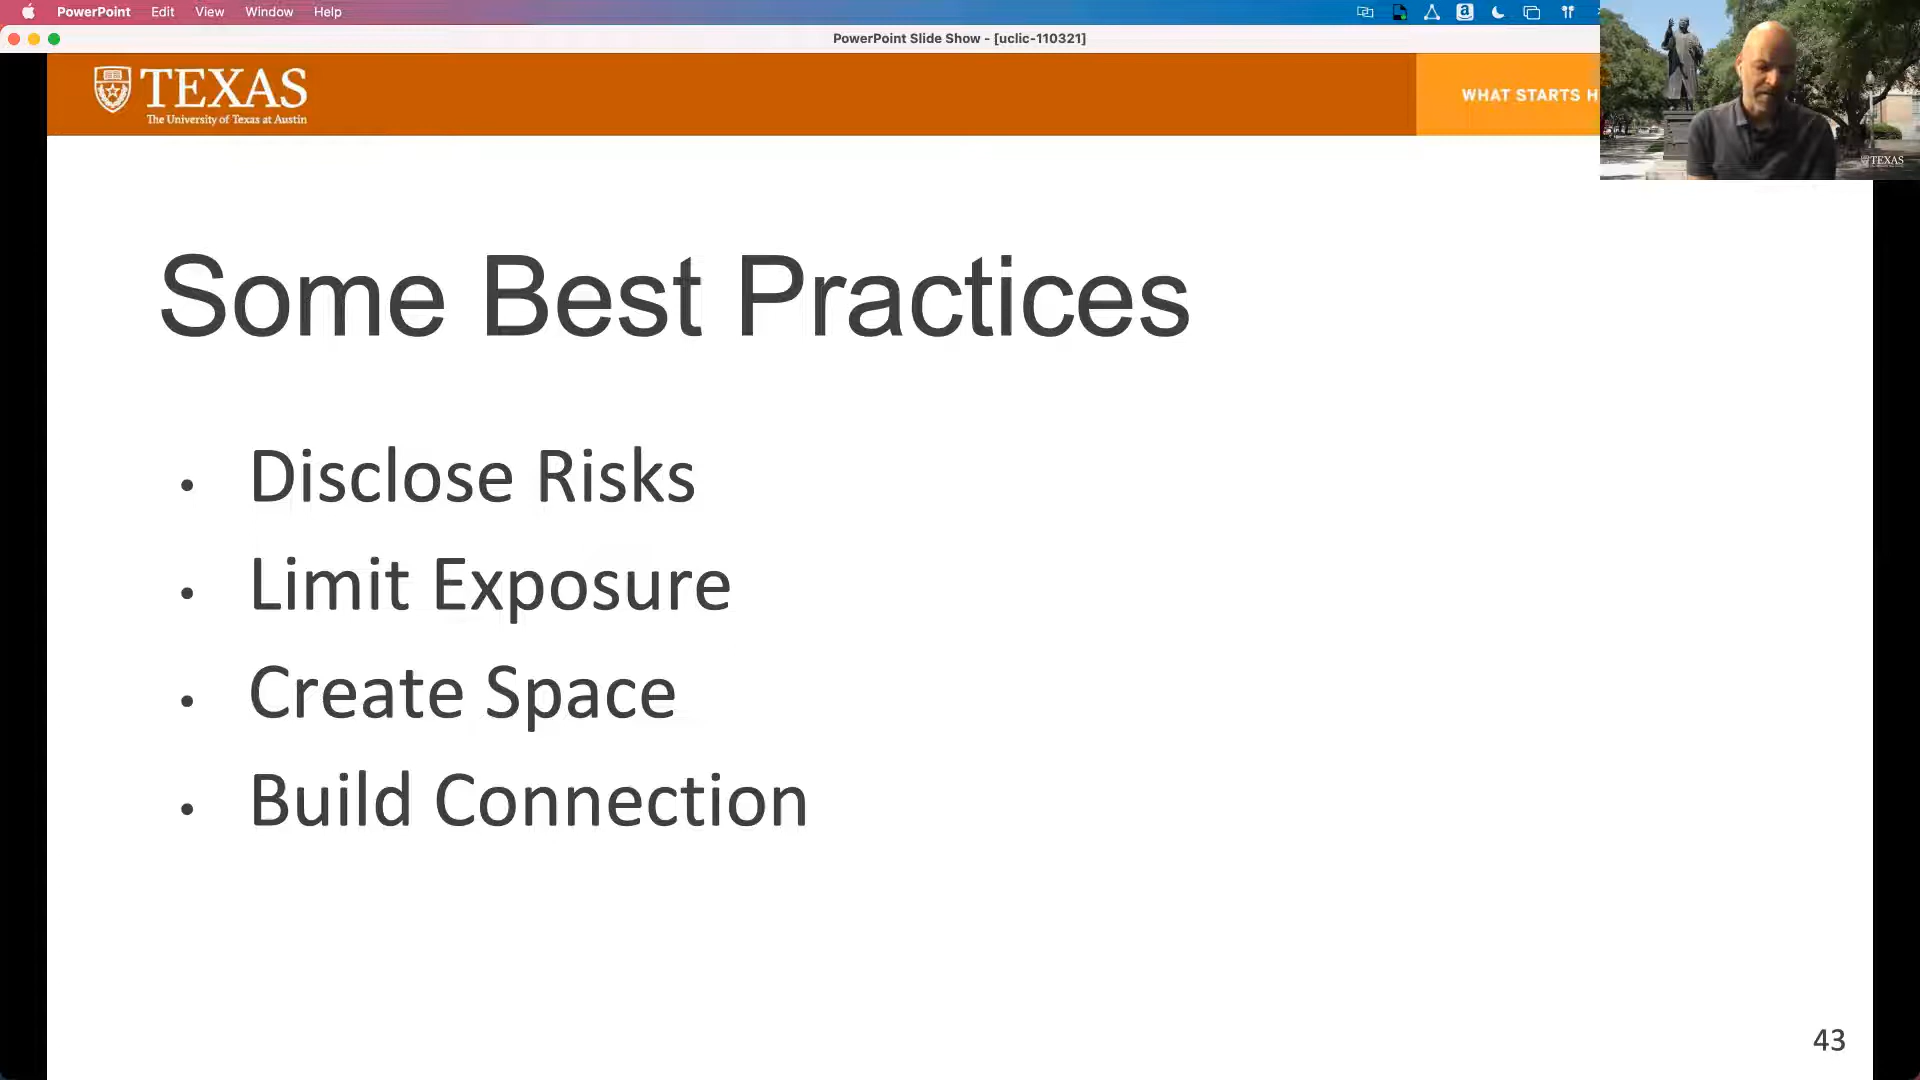 PowerPoint Edit View Window Help
PowerPoint Slide Show - [uclic-110321]
TEXAS
The University of Texas at Austin
WHAT STARTS H
TEXAS
Some Best Practices
• Disclose Risks
• Limit Exposure
• Create Space
• Build Connection
43